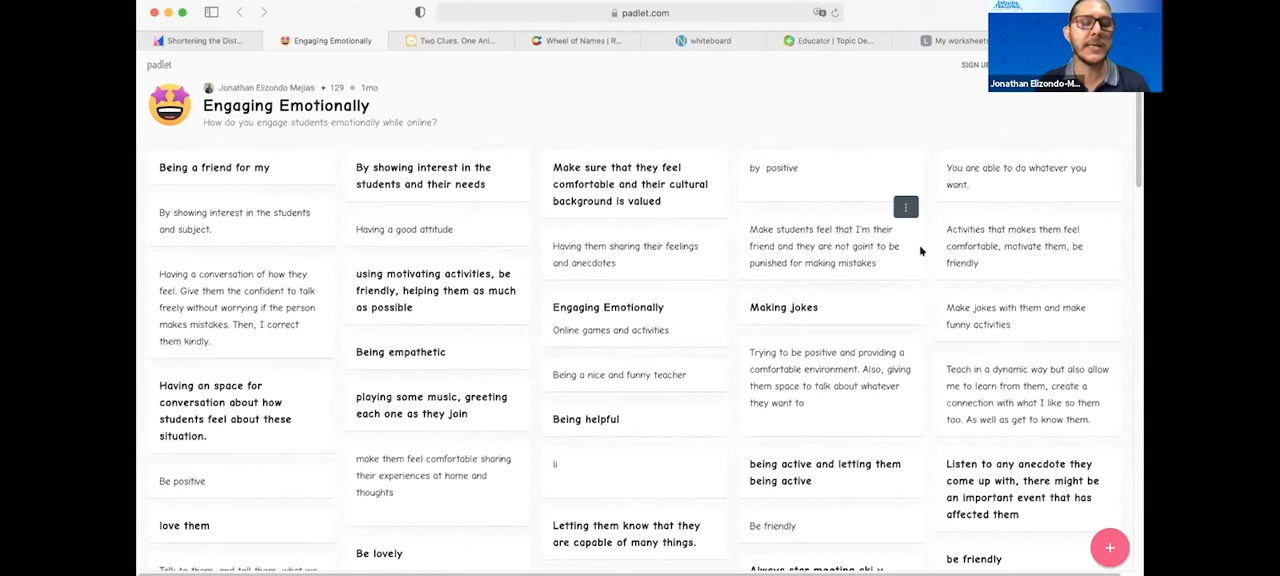 padlet.com
Shortening the Dist...
Engaging Emotionally
Two Clues. One Ani...
Wheel of Names | R...
whiteboard
Educator | Topic De...
My worksheets
padlet
SIGN U
Jonathan Elizondo Mejias + 129 1mo
Engaging Emotionally
How do you engage students emotionally while online?
Jonathan Elizondo-M...
Being a friend for my
By showing interest in the students
and subject.
Having a conversation of how they
feel. Give them the confident to talk
freely without worrying if the person
makes mistakes. Then, I correct
them kindly.
Having an space for
conversation about how
students feel about these
situation.
Be positive
love them
Talk to them, and tell them, what we
By showing interest in the
students and their needs
Having a good attitude
using motivating activities, be
friendly, helping them as much
as possible
Being empathetic
playing some music, greeting
each one as they join
make them feel comfortable sharing
their experiences at home and
thoughts
Be lovely
Make sure that they feel
comfortable and their cultural
background is valued
Having them sharing their feelings
and anecdotes
Engaging Emotionally
Online games and activities
Being a nice and funny teacher
Being helpful
li
Letting them know that they
are capable of many things.
by positive
Make students feel that I'm their
friend and they are not goint to be
punished for making mistakes
Making jokes
Trying to be positive and providing a
comfortable environment. Also, giving
them space to talk about whatever
they want to
being active and letting them
being active
Be friendly
You are able to do whatever you
want.
Activities that makes them feel
comfortable, motivate them, be
friendly
Make jokes with them and make
funny activities
Teach in a dynamic way but also allow
me to learn from them, create a
connection with what I like so them
too. As well as get to know them.
Listen to any anecdote they
come up with, there might be
an important event that has
affected them
be friendly